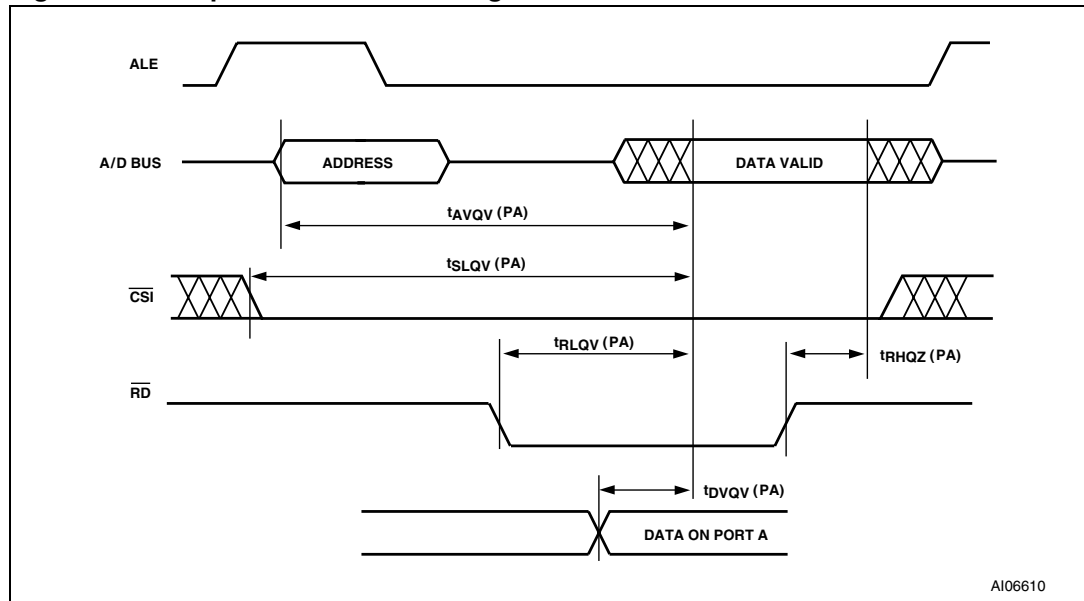 ALE
A/D BUS
ADDRESS
DATA VALID
tAVQV (PA)
tSLQV (PA)
CSI
tRLQV (PA)
tRHQZ (PA)
RD
tDVQV (PA)
DATA ON PORT A
AI06610